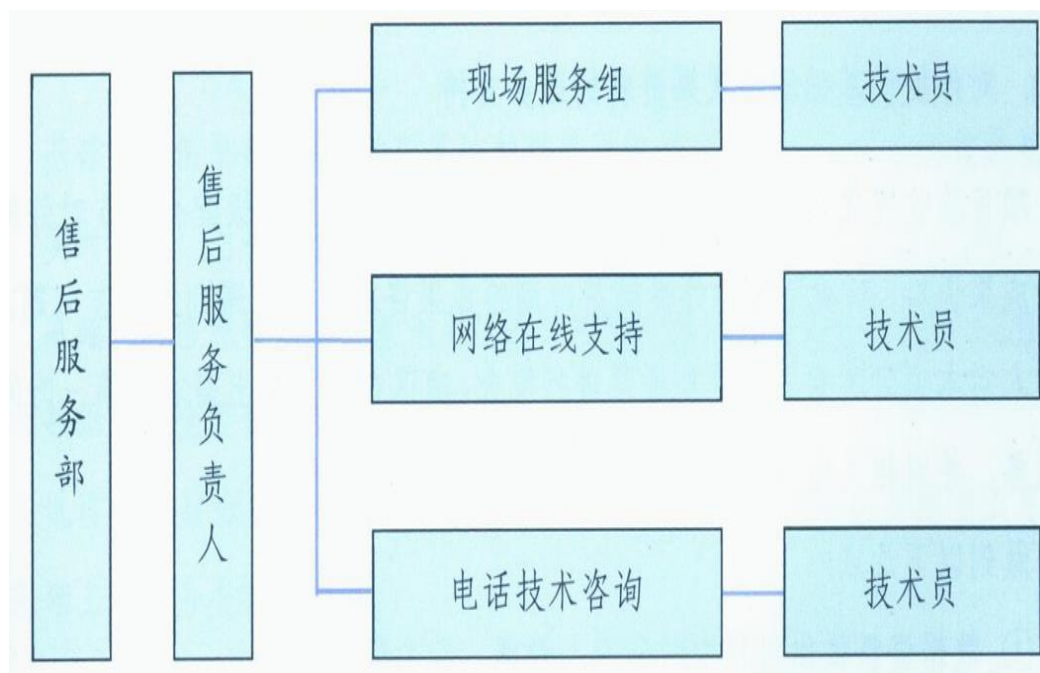 售后服务部
售后服务负责人
现场服务组
技术员
网络在线支持
技术员
电话技术咨询
技术员